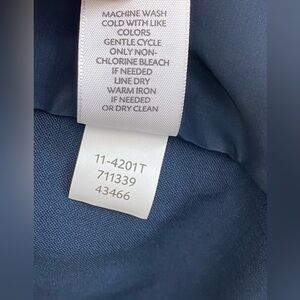 MACHINE WASH
COLD WITH LIKE
COLORS
GENTLE CYCLE
ONLY NON-
CHLORINE BLEACH
IF NEEDED
LINE DRY
WARM IRON
IF NEEDED
OR DRY CLEAN
11-4201T
711339
43466